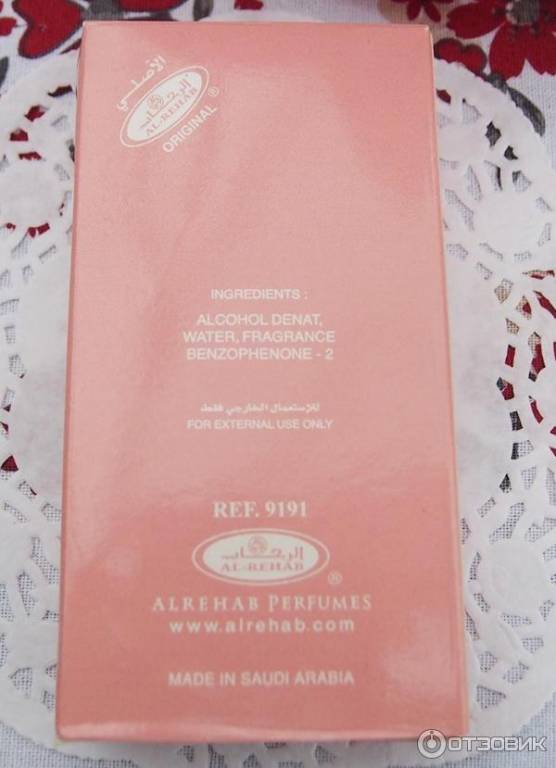 الأصلي
الرحاب
AL-REHAB
ORIGINAL®
INGREDIENTS :
ALCOHOL DENAT,
WATER, FRAGRANCE
BENZOPHENONE - 2
للإستعمال الخارجي فقط
FOR EXTERNAL USE ONLY
REF. 9191
الرحاب
AL-REHAB
®
ALREHAB PERFUMES
www.alrehab.com
MADE IN SAUDI ARABIA
ОТЗОВИК